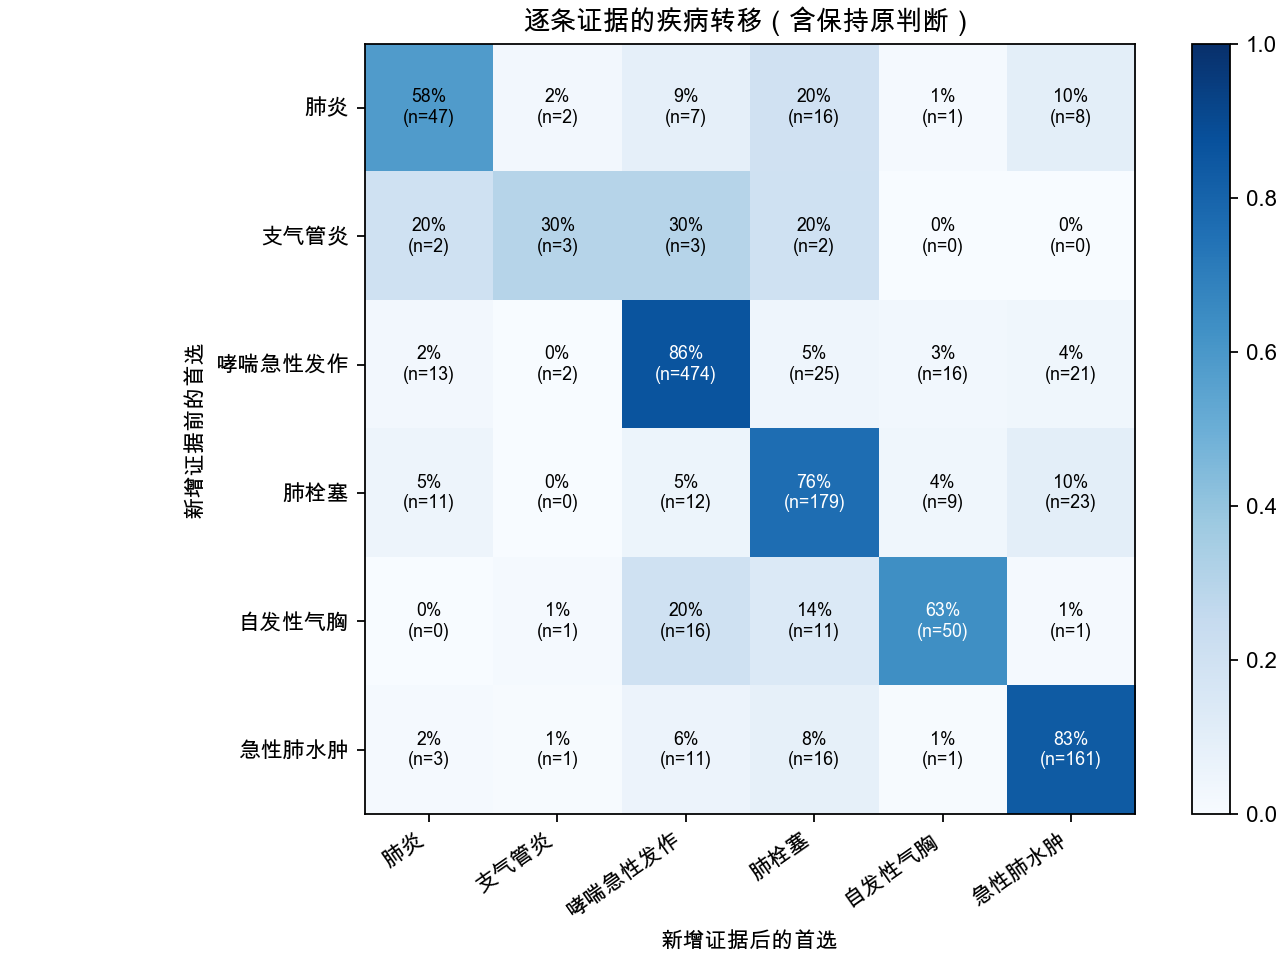 逐条证据的疾病转移（含保持原判断）
新增证据前的首选
肺炎
58% 2% 9% 20% 1% 10%
(n=47) (n=2) (n=7) (n=16) (n=1) (n=8)
支气管炎
20% 30% 30% 20% 0% 0%
(n=2) (n=3) (n=3) (n=2) (n=0) (n=0)
哮喘急性发作
2% 0% 86% 5% 3% 4%
(n=13) (n=2) (n=474) (n=25) (n=16) (n=21)
肺栓塞
5% 0% 5% 76% 4% 10%
(n=11) (n=0) (n=12) (n=179) (n=9) (n=23)
自发性气胸
0% 1% 20% 14% 63% 1%
(n=0) (n=1) (n=16) (n=11) (n=50) (n=1)
急性肺水肿
2% 1% 6% 8% 1% 83%
(n=3) (n=1) (n=11) (n=16) (n=1) (n=161)
肺炎 支气管炎 哮喘急性发作 肺栓塞 自发性气胸 急性肺水肿
新增证据后的首选
1.0
0.8
0.6
0.4
0.2
0.0